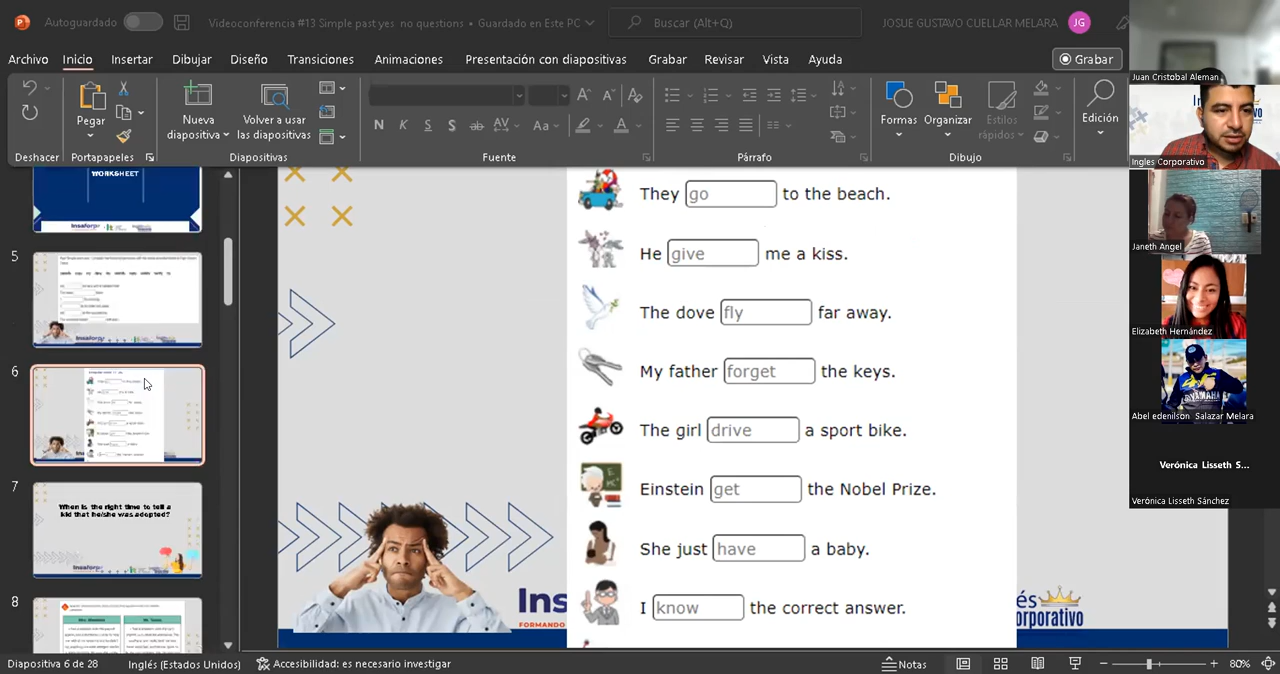 Autoguardado
Videoconferencia #13 Simple past yes no questions • Guardado en Este PC
Buscar (Alt+Q)
JOSUE GUSTAVO CUELLAR MELARA
JG
Archivo Inicio Insertar Dibujar Diseño Transiciones Animaciones Presentación con diapositivas Grabar Revisar Vista Ayuda
Grabar
Pegar
Nueva diapositiva
Volver a usar las diapositivas
N K S S ab AV Aa A
Formas Organizar Estilos rápidos
Edición
Deshacer Portapapeles Diapositivas Fuente Párrafo Dibujo
WORKSHEET
5
6
7
When is the right time to tell a
kid that he/she was adopted?
8
They go to the beach.
He give me a kiss.
The dove fly far away.
My father forget the keys.
The girl drive a sport bike.
Einstein get the Nobel Prize.
She just have a baby.
I know the correct answer.
Ins
FORMANDO
glés
orporativo
Juan Cristobal Aleman
Ingles Corporativo
Janeth Angel
Elizabeth Hernández
Abel edenilson Salazar Melara
Verónica Lisseth S...
Verónica Lisseth Sánchez
Diapositiva 6 de 28
Inglés (Estados Unidos)
Accesibilidad: es necesario investigar
Notas
80%